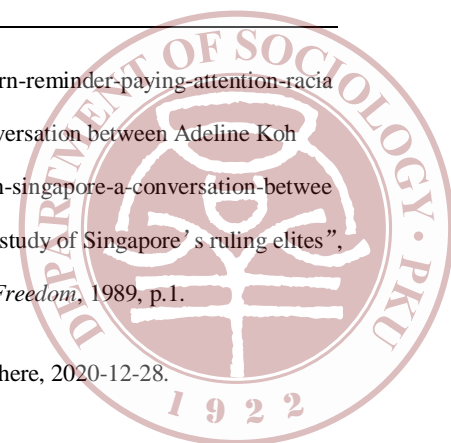 rn-reminder-paying-attention-racia
versation between Adeline Koh
n-singapore-a-conversation-betwee
study of Singapore’s ruling elites”,
Freedom, 1989, p.1.
here, 2020-12-28.
DEPARTMENT OF SOCIOLOGY · PKU
1922